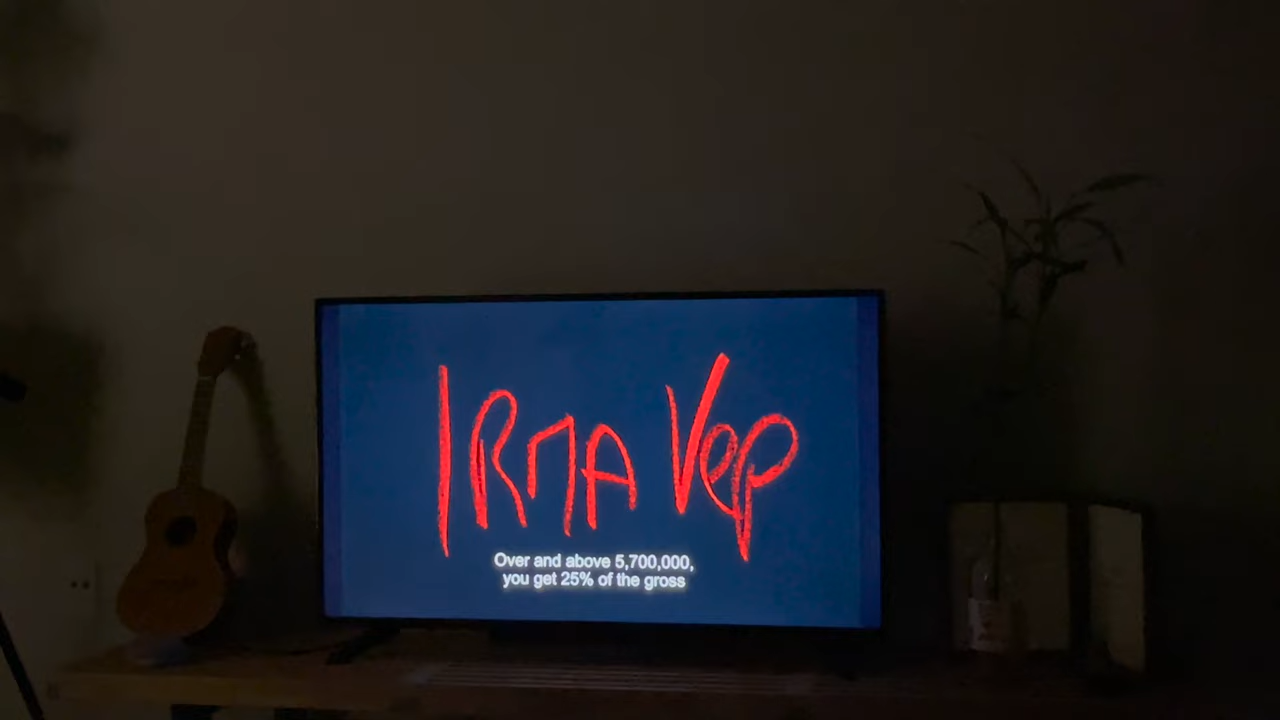 IRMA Vep
Over and above 5,700,000,
you get 25% of the gross